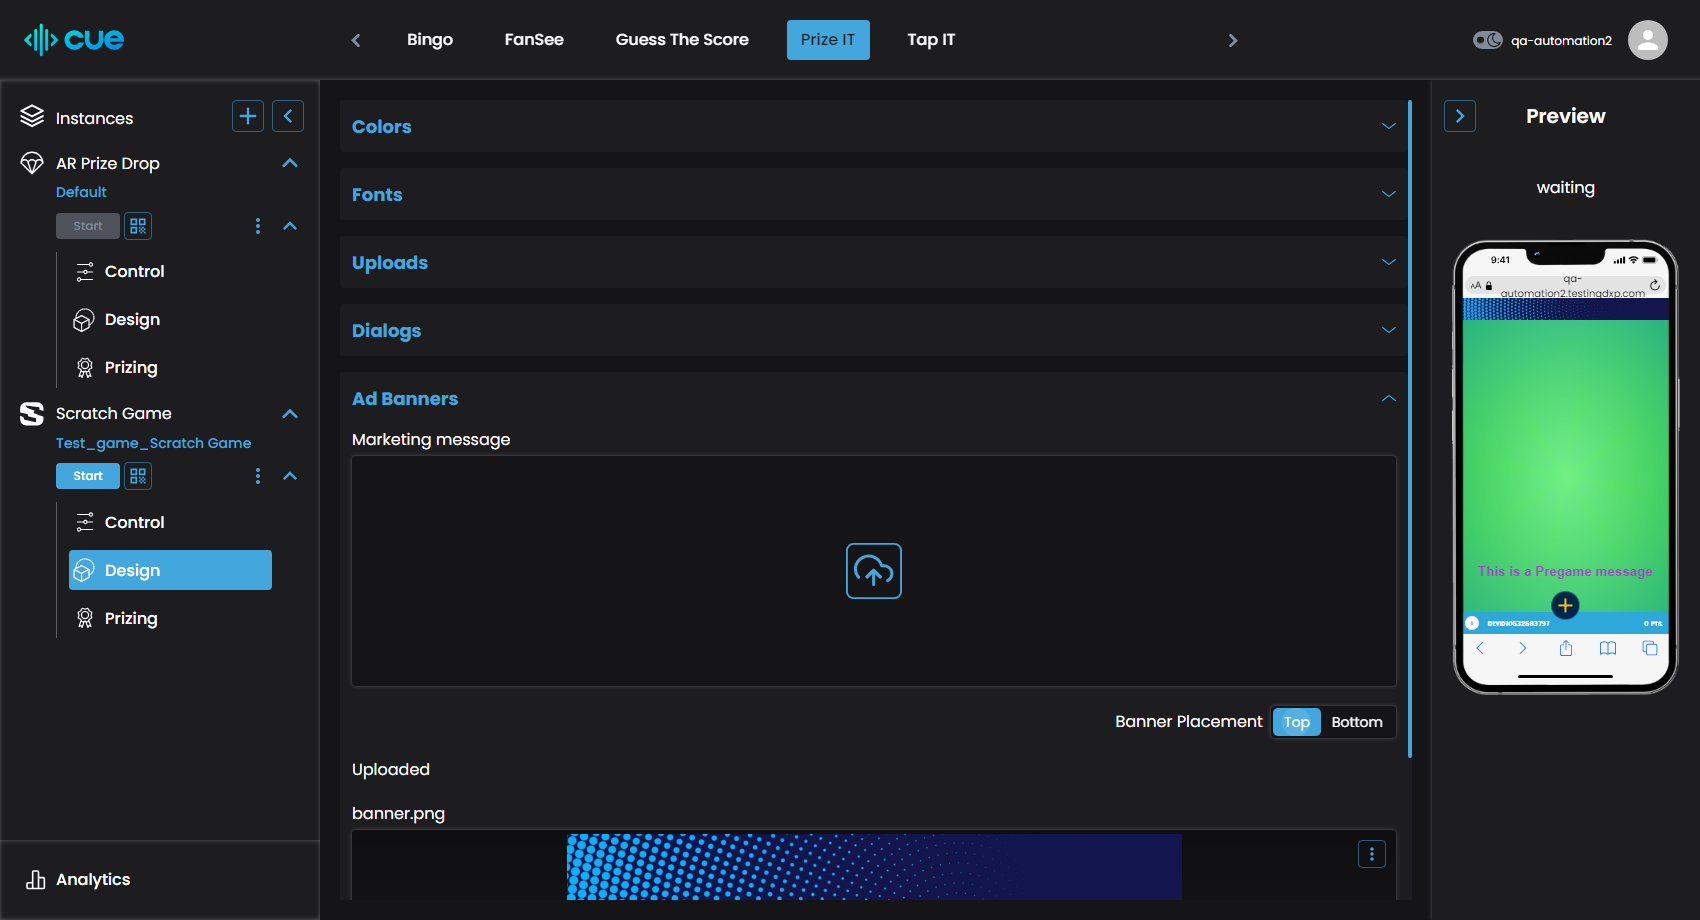 cue
Bingo
FanSee
Guess The Score
Prize IT
Tap IT
qa-automation2
Instances
AR Prize Drop
Default
Start
Control
Design
Prizing
Scratch Game
Test_game_Scratch Game
Start
Control
Design
Prizing
Analytics
Colors
Fonts
Uploads
Dialogs
Ad Banners
Marketing message
Banner Placement
Top
Bottom
Uploaded
banner.png
Preview
waiting
9:41
AA
qa-
automation2.testingdxp.com
This is a Pregame message
0 PTS.